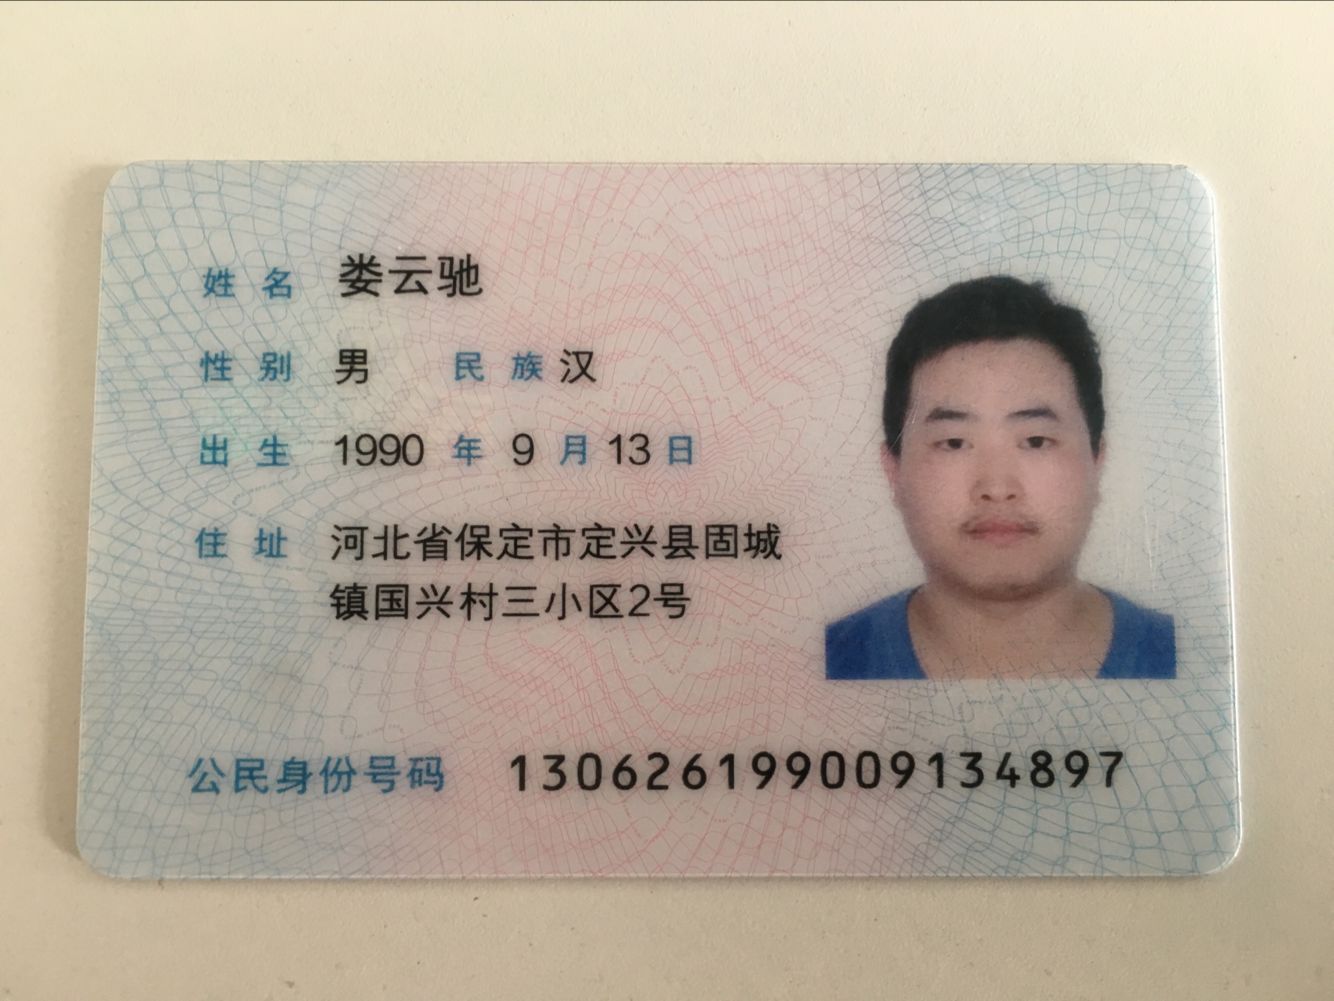 姓名 娄云驰
性别 男 民族 汉
出生 1990 年 9 月 13 日
住址 河北省保定市定兴县固城
镇国兴村三小区2号
公民身份号码 130626199009134897